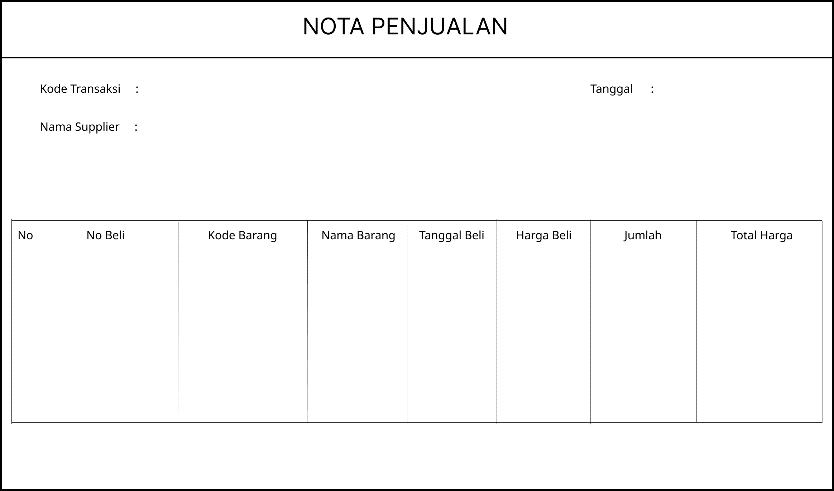 NOTA PENJUALAN
Kode Transaksi : Tanggal :
Nama Supplier :
No No Beli Kode Barang Nama Barang Tanggal Beli Harga Beli Jumlah Total Harga